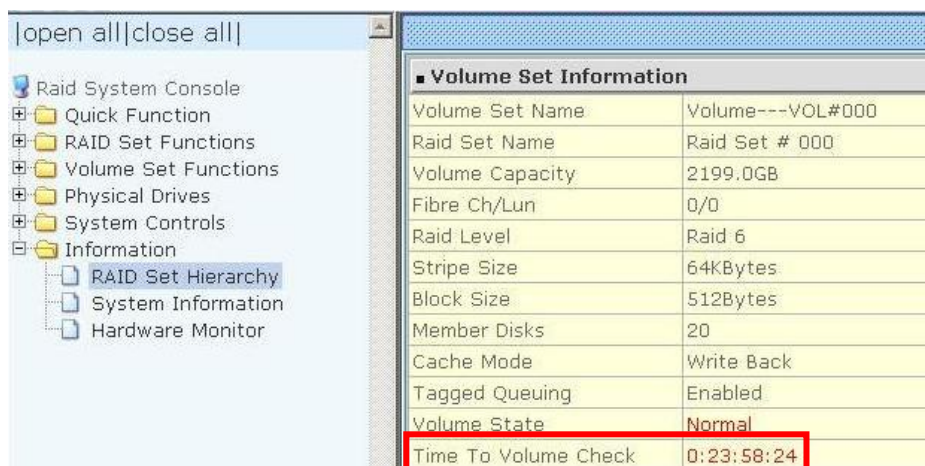 |open all|close all|
Raid System Console
Quick Function
RAID Set Functions
Volume Set Functions
Physical Drives
System Controls
Information
RAID Set Hierarchy
System Information
Hardware Monitor
Volume Set Information
Volume Set Name Volume---VOL#000
Raid Set Name Raid Set # 000
Volume Capacity 2199.0GB
Fibre Ch/Lun 0/0
Raid Level Raid 6
Stripe Size 64KBytes
Block Size 512Bytes
Member Disks 20
Cache Mode Write Back
Tagged Queuing Enabled
Volume State Normal
Time To Volume Check 0:23:58:24